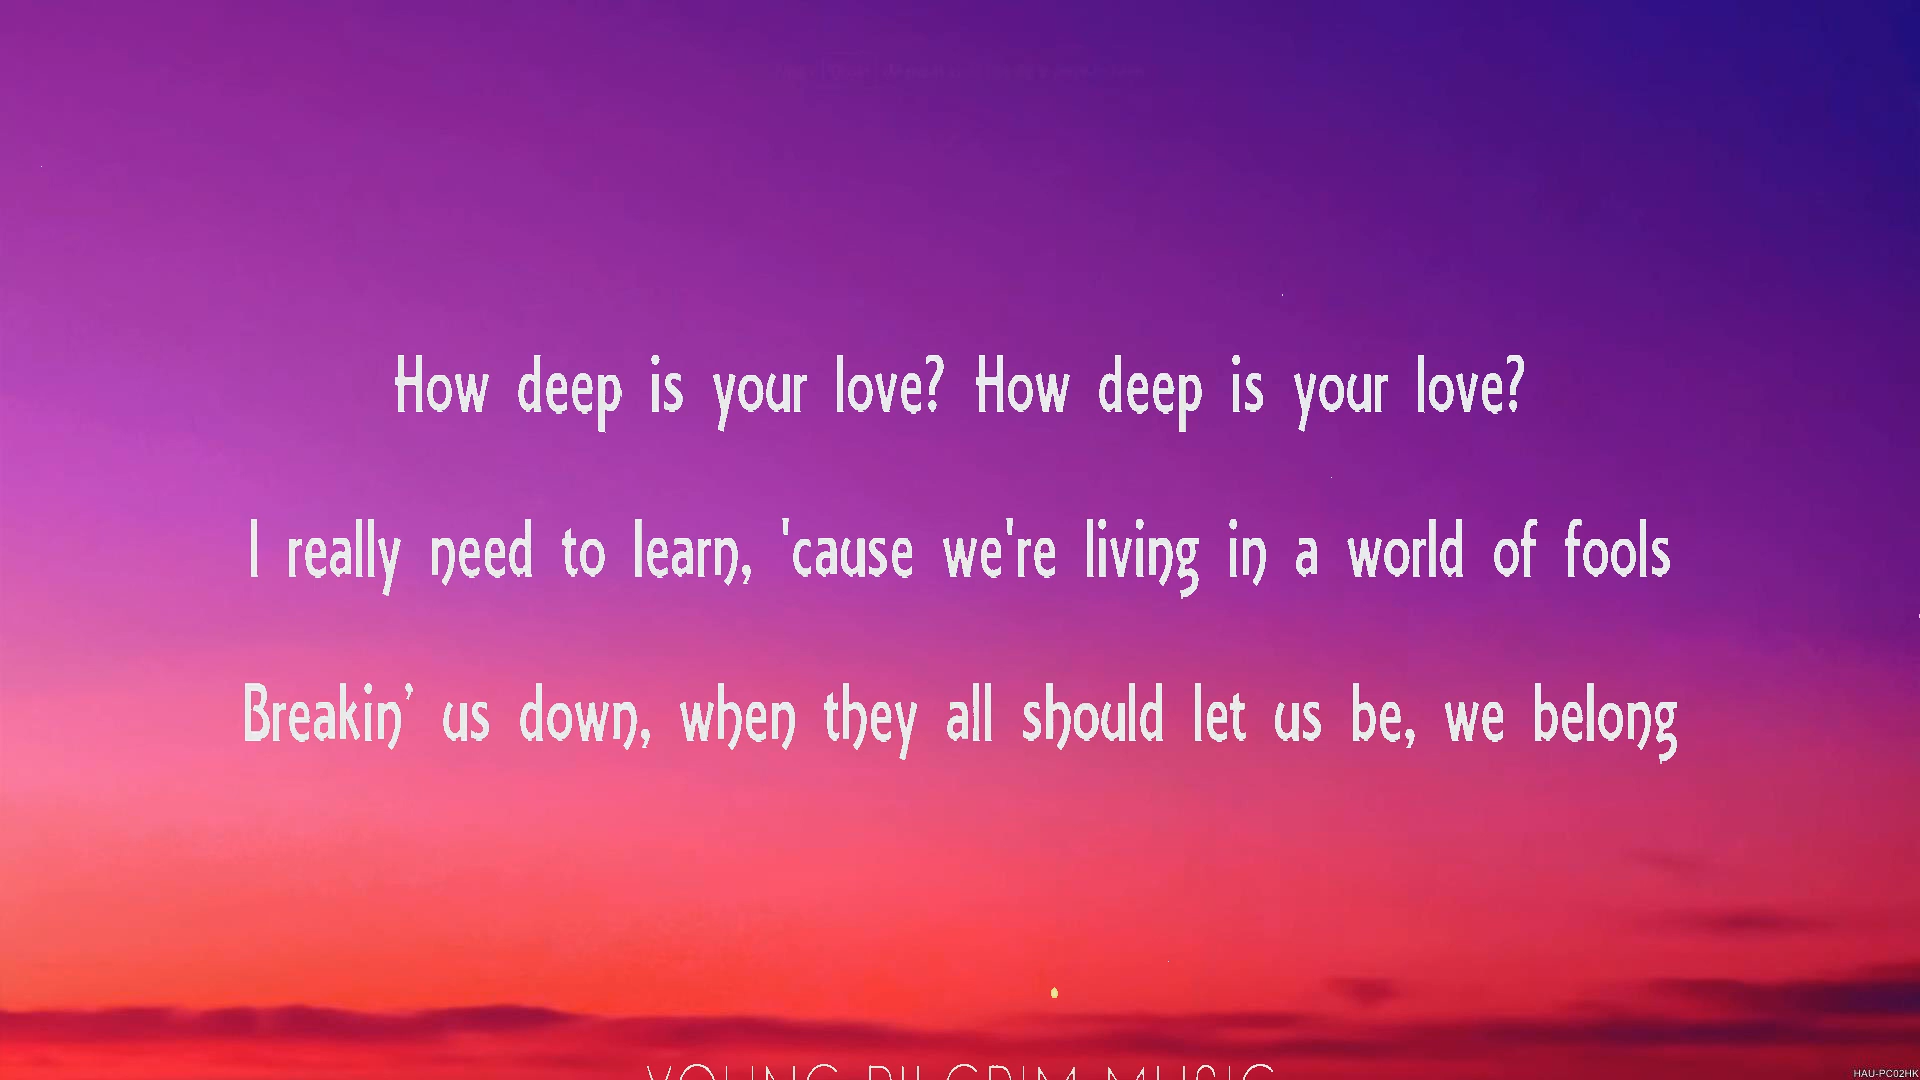 How deep is your love? How deep is your love?
I really need to learn, 'cause we're living in a world of fools
Breakin’ us down, when they all should let us be, we belong
YOUNG PILGRIM MUSIC
HAU-PC02HK